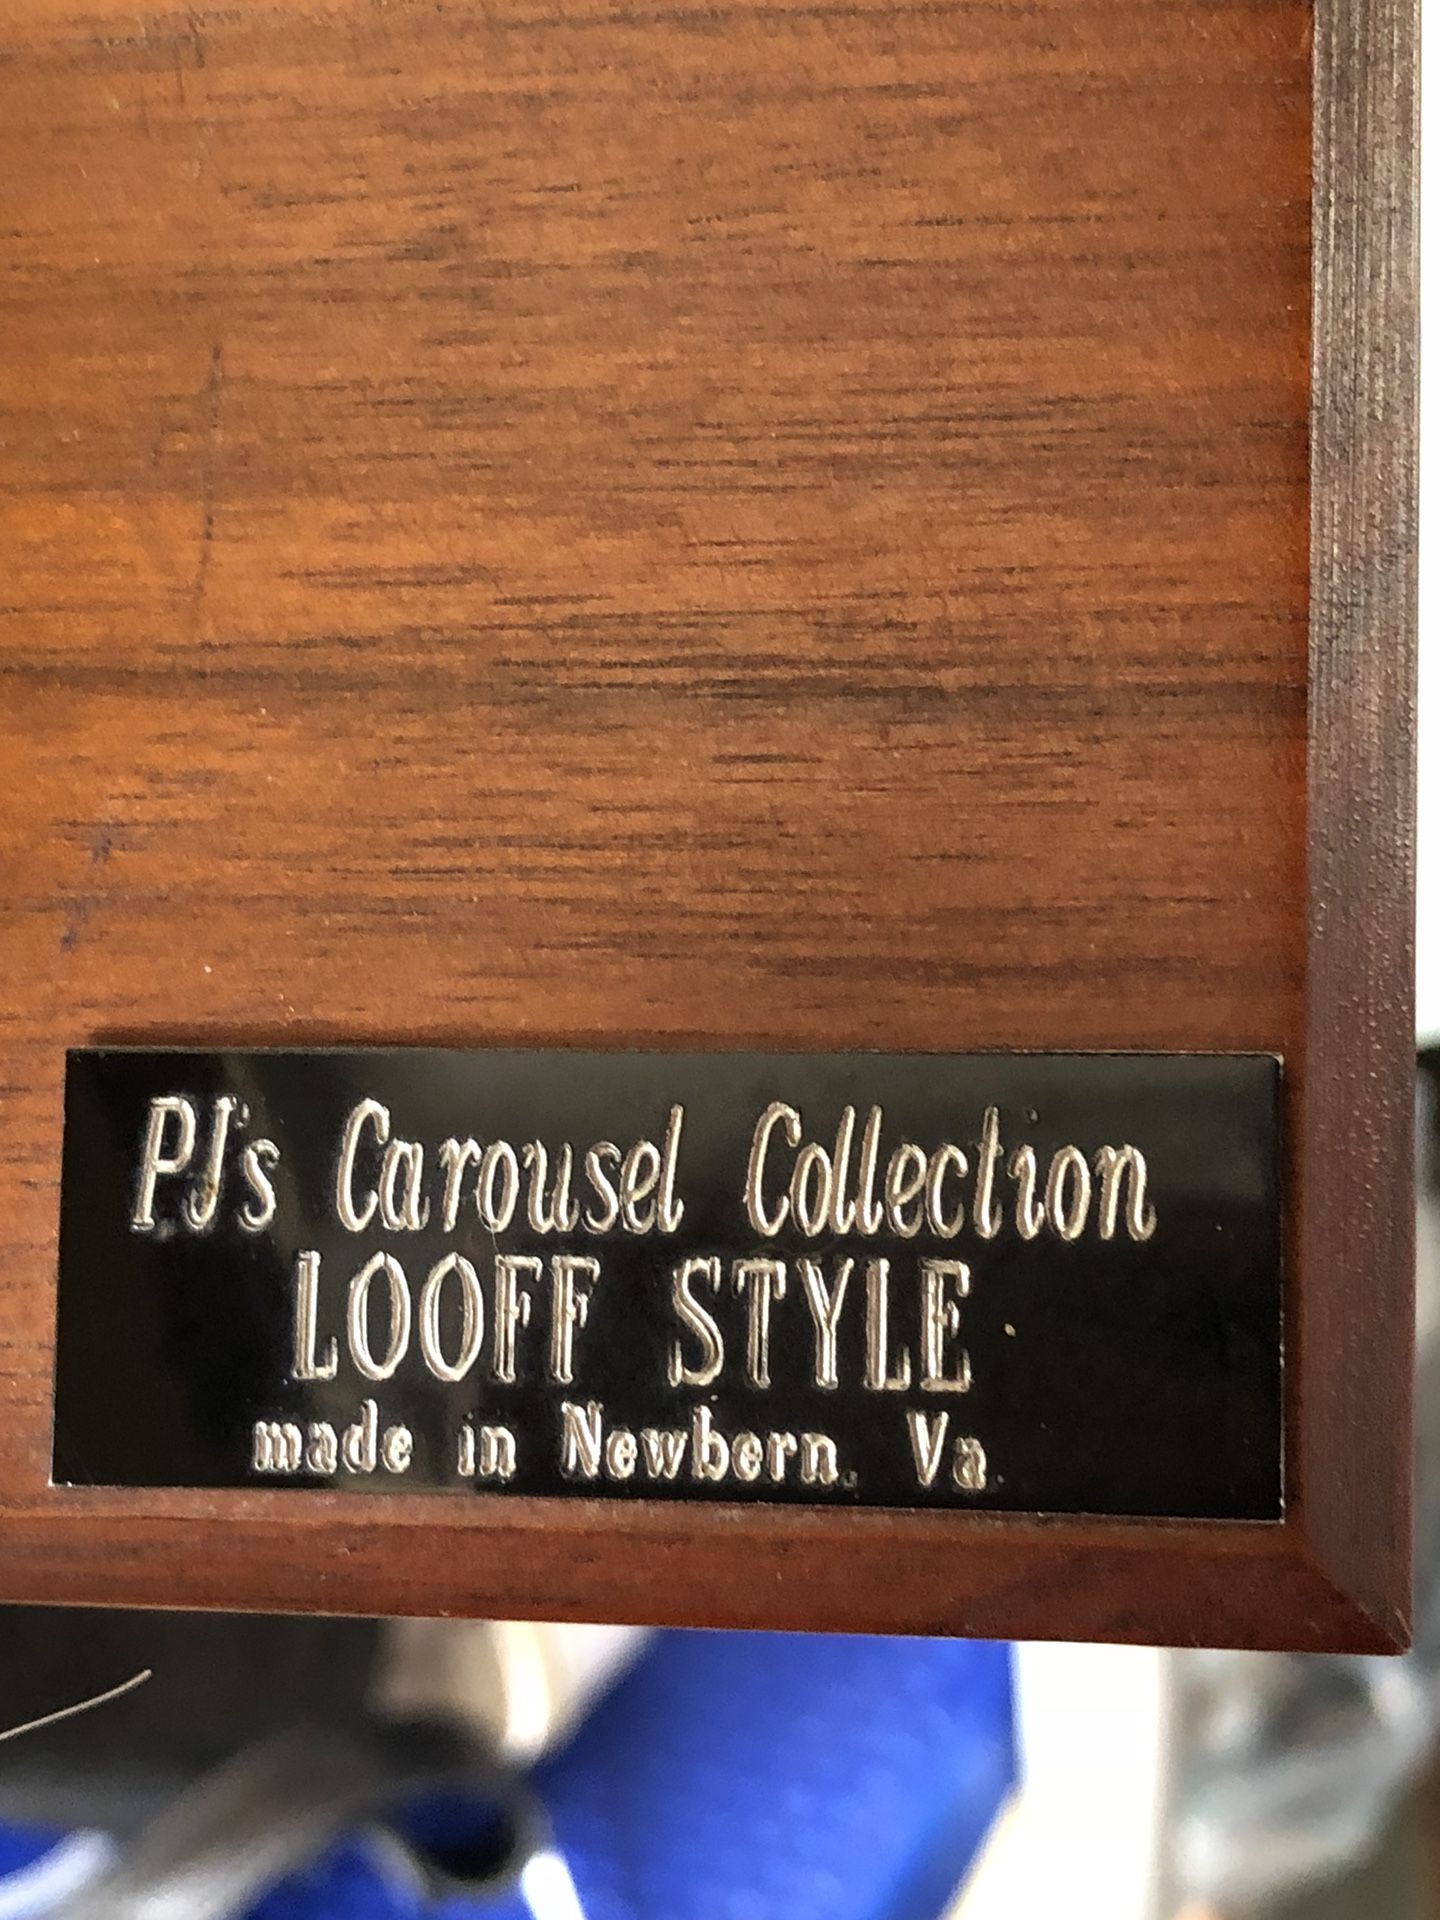 PJ's Carousel Collection
LOOFF STYLE
made in Newbern, Va.